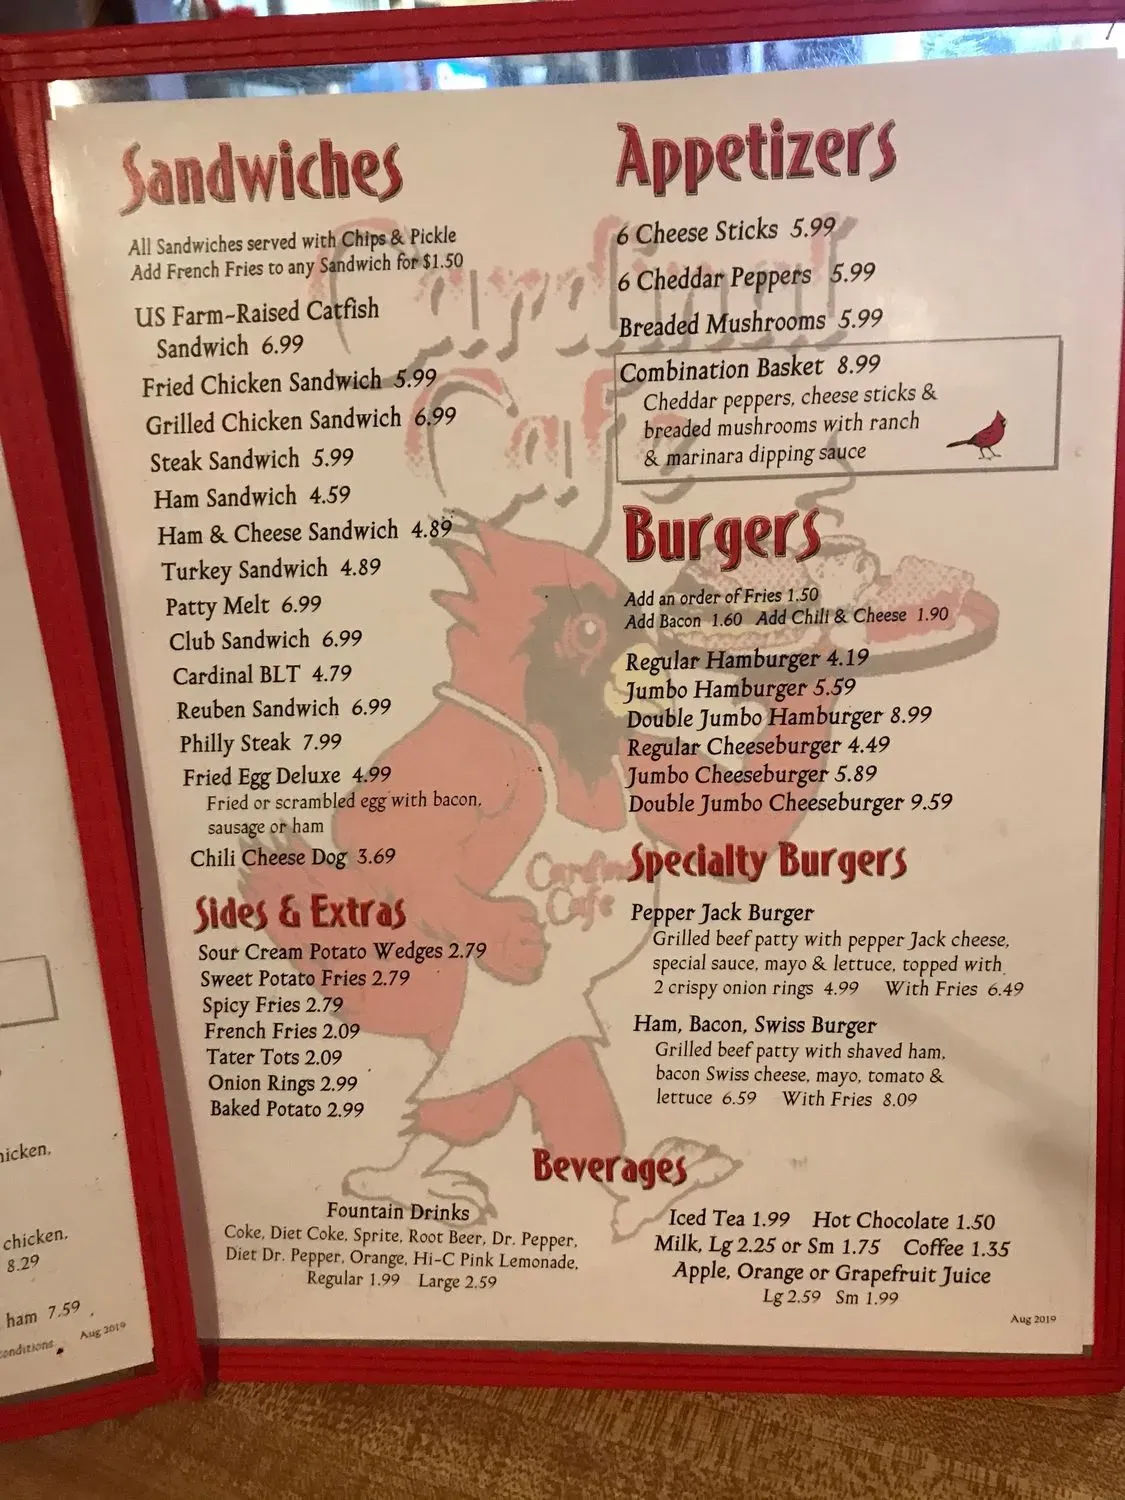 Sandwiches
All Sandwiches served with Chips & Pickle
Add French Fries to any Sandwich for $1.50
US Farm-Raised Catfish
Sandwich 6.99
Fried Chicken Sandwich 5.99
Grilled Chicken Sandwich 6.99
Steak Sandwich 5.99
Ham Sandwich 4.59
Ham & Cheese Sandwich 4.89
Turkey Sandwich 4.89
Patty Melt 6.99
Club Sandwich 6.99
Cardinal BLT 4.79
Reuben Sandwich 6.99
Philly Steak 7.99
Fried Egg Deluxe 4.99
Fried or scrambled egg with bacon,
sausage or ham
Chili Cheese Dog 3.69
Sides & Extras
Sour Cream Potato Wedges 2.79
Sweet Potato Fries 2.79
Spicy Fries 2.79
French Fries 2.09
Tater Tots 2.09
Onion Rings 2.99
Baked Potato 2.99
Appetizers
6 Cheese Sticks 5.99
6 Cheddar Peppers 5.99
Breaded Mushrooms 5.99
Combination Basket 8.99
Cheddar peppers, cheese sticks &
breaded mushrooms with ranch
& marinara dipping sauce
Burgers
Add an order of Fries 1.50
Add Bacon 1.60 Add Chili & Cheese 1.90
Regular Hamburger 4.19
Jumbo Hamburger 5.59
Double Jumbo Hamburger 8.99
Regular Cheeseburger 4.49
Jumbo Cheeseburger 5.89
Double Jumbo Cheeseburger 9.59
Specialty Burgers
Pepper Jack Burger
Grilled beef patty with pepper Jack cheese,
special sauce, mayo & lettuce, topped with
2 crispy onion rings 4.99 With Fries 6.49
Ham, Bacon, Swiss Burger
Grilled beef patty with shaved ham,
bacon Swiss cheese, mayo, tomato &
lettuce 6.59 With Fries 8.09
Beverages
Fountain Drinks
Coke, Diet Coke, Sprite, Root Beer, Dr. Pepper,
Diet Dr. Pepper, Orange, Hi-C Pink Lemonade,
Regular 1.99 Large 2.59
Iced Tea 1.99 Hot Chocolate 1.50
Milk, Lg 2.25 or Sm 1.75 Coffee 1.35
Apple, Orange or Grapefruit Juice
Lg 2.59 Sm 1.99
Aug 2019
Cardinal
Cafe
Cardinal
Cafe
chicken,
8.29
ham 7.59
Aug 2019